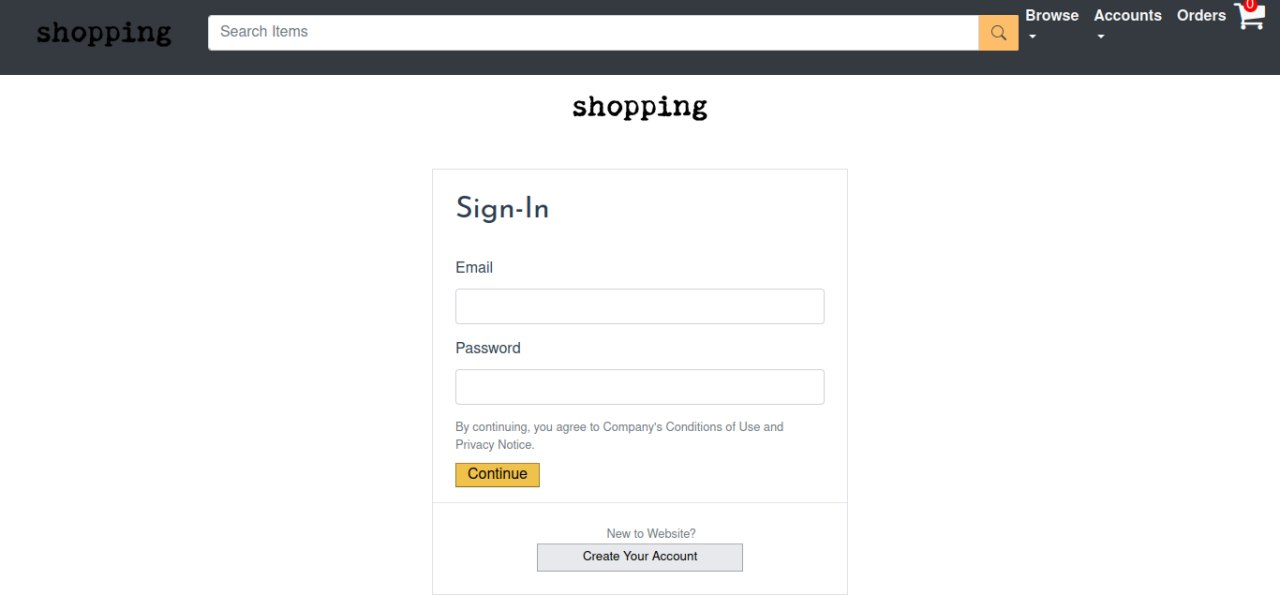 shopping
Search Items
Browse
Accounts
Orders
0
shopping
Sign-In
Email
Password
By continuing, you agree to Company's Conditions of Use and
Privacy Notice.
Continue
New to Website?
Create Your Account